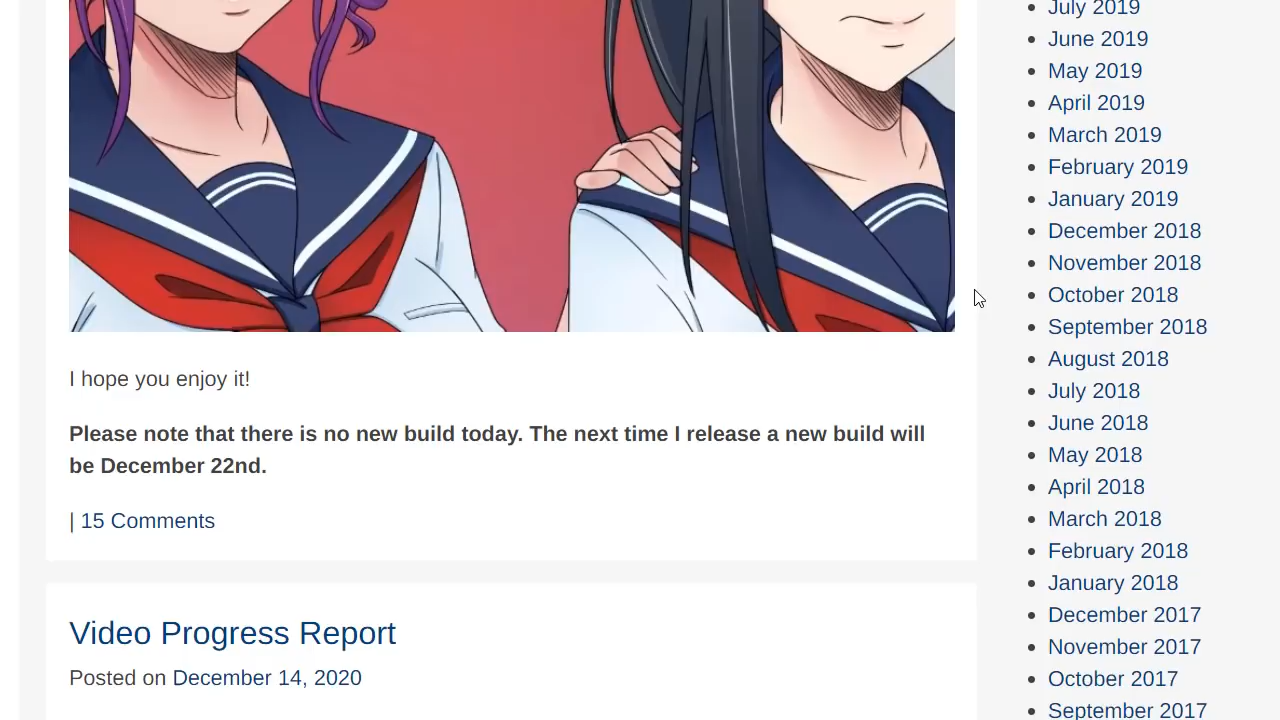 I hope you enjoy it!
Please note that there is no new build today. The next time I release a new build will
be December 22nd.
| 15 Comments
Video Progress Report
Posted on December 14, 2020
July 2019
June 2019
May 2019
April 2019
March 2019
February 2019
January 2019
December 2018
November 2018
October 2018
September 2018
August 2018
July 2018
June 2018
May 2018
April 2018
March 2018
February 2018
January 2018
December 2017
November 2017
October 2017
September 2017